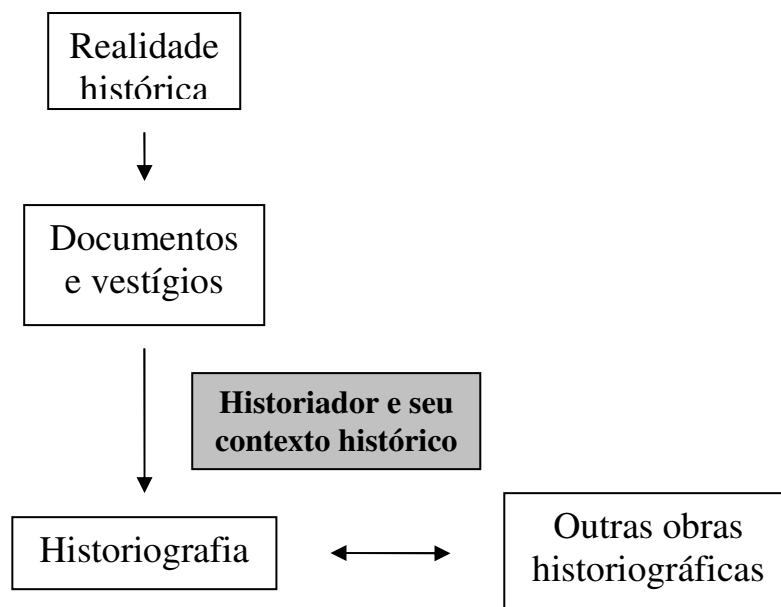 Realidade
histórica
Documentos
e vestígios
Historiador e seu
contexto histórico
Historiografia
Outras obras
historiográficas